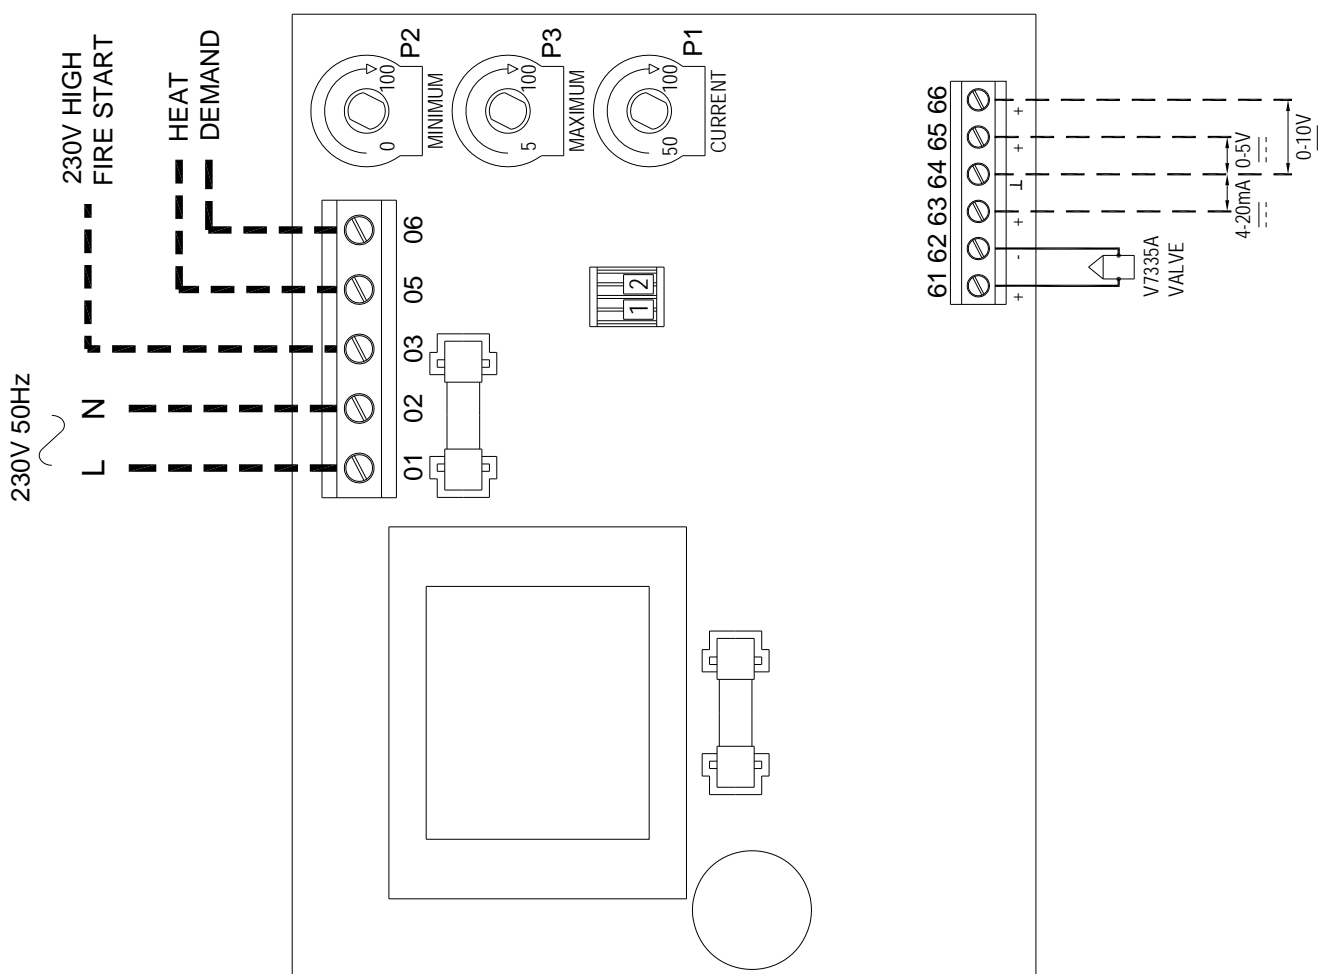 230V 50Hz
L
N
230V HIGH
FIRE START
HEAT
DEMAND
P2
0
100
MINIMUM
P3
5
100
MAXIMUM
P1
50
100
CURRENT
01
02
03
05
06
1
2
61
62
63
64
65
66
+
-
+
⊥
+
+
V7335A
VALVE
4-20mA
0-5V
0-10V